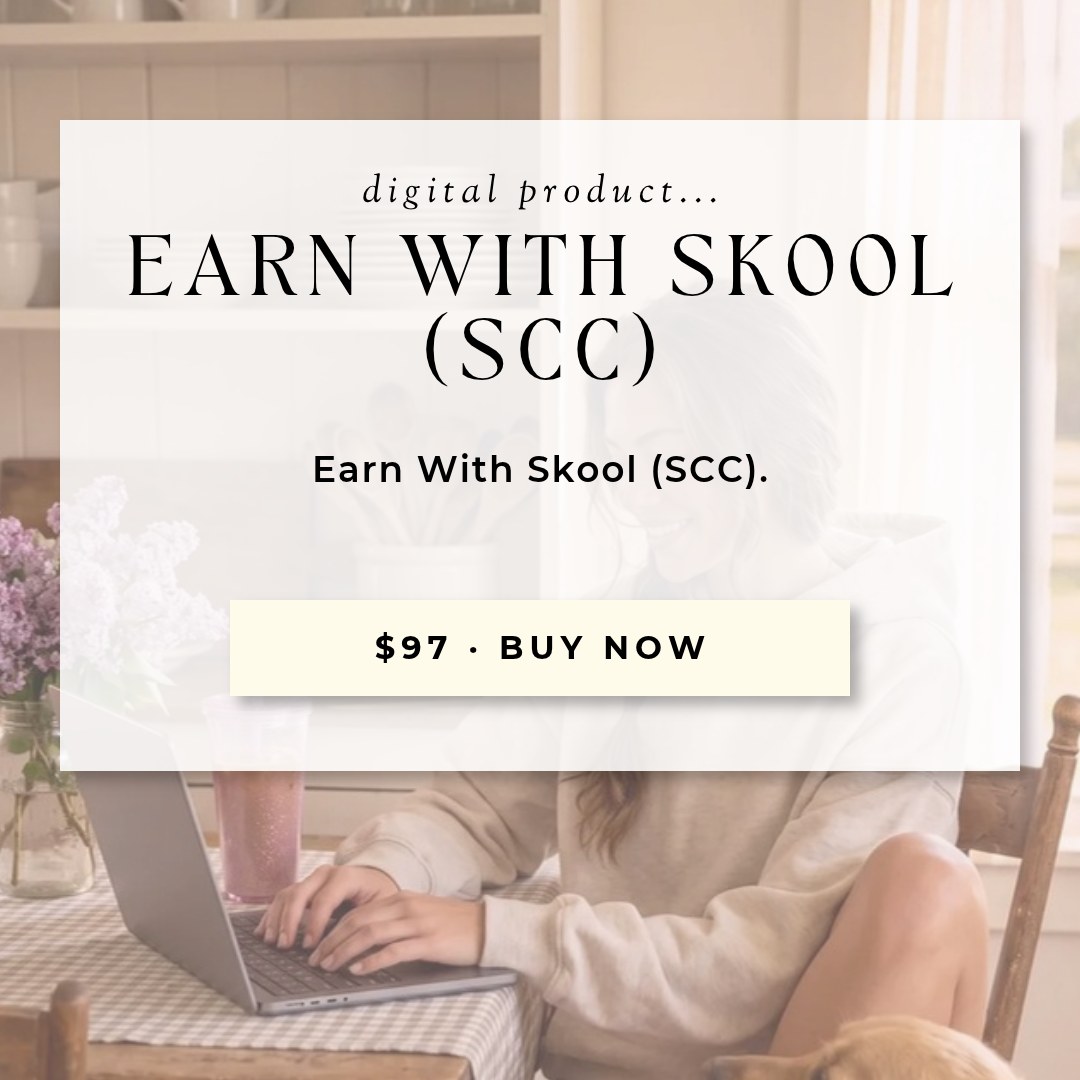 digital product...
EARN WITH SKOOL
(SCC)
Earn With Skool (SCC).
$97 · BUY NOW